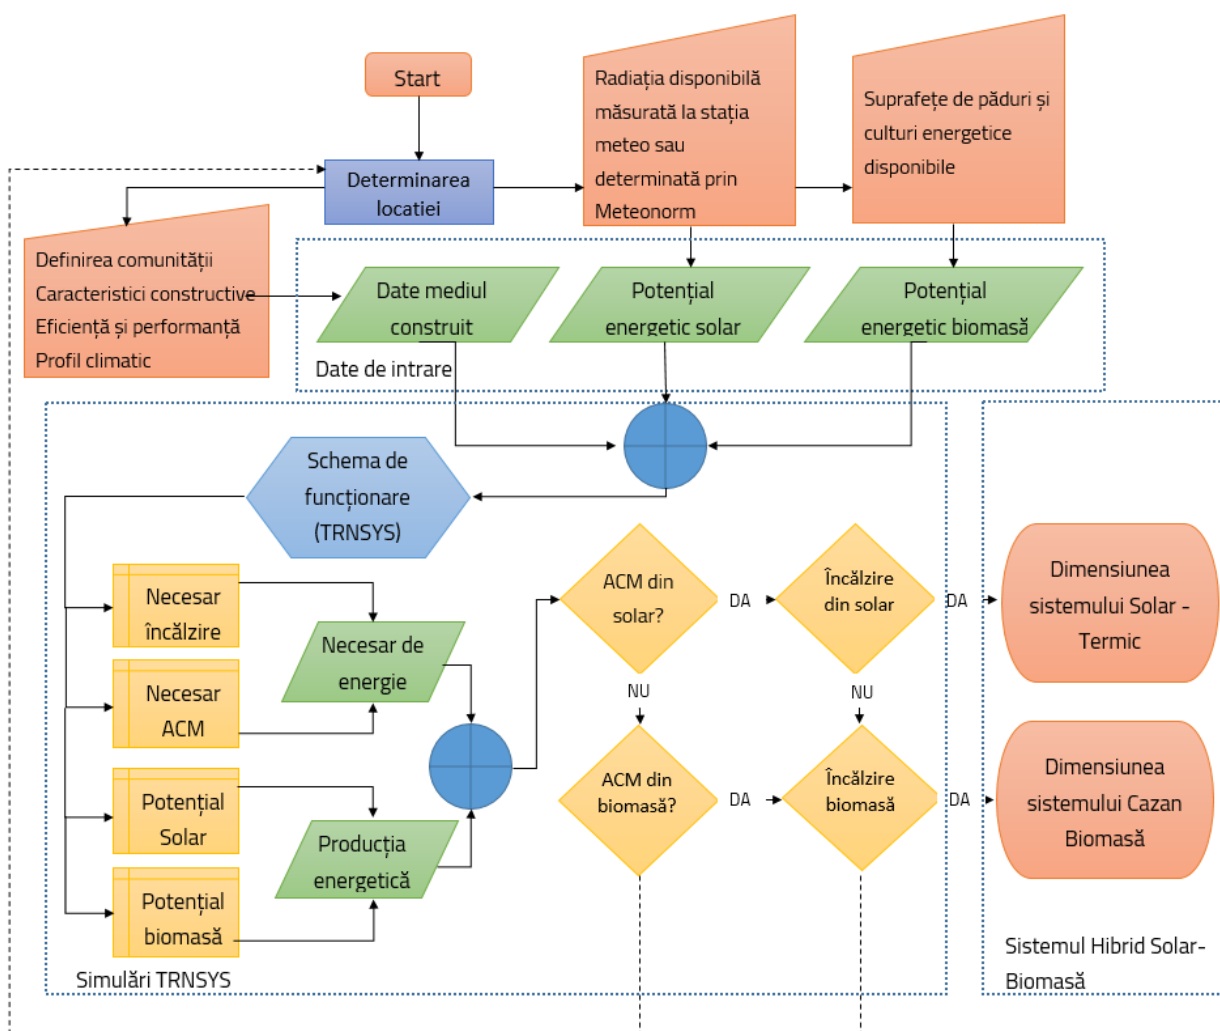 Start
Radiația disponibilă
măsurată la stația
meteo sau
determinată prin
Meteonorm
Suprafețe de păduri și
culturi energetice
disponibile
Determinarea
locatiei
Definirea comunității
Caracteristici constructive
Eficiență și performanță
Profil climatic
Date mediul
construit
Potențial
energetic solar
Potențial
energetic biomasă
Date de intrare
Schema de
funcționare
(TRNSYS)
Necesar
încălzire
Necesar
ACM
Potențial
Solar
Potențial
biomasă
Necesar de
energie
Producția
energetică
ACM din
solar?
DA
Încălzire
din solar
DA
NU
NU
ACM din
biomasă?
DA
Încălzire
biomasă
DA
Dimensiunea
sistemului Solar -
Termic
Dimensiunea
sistemului Cazan
Biomasă
Simulări TRNSYS
Sistemul Hibrid Solar-
Biomasă